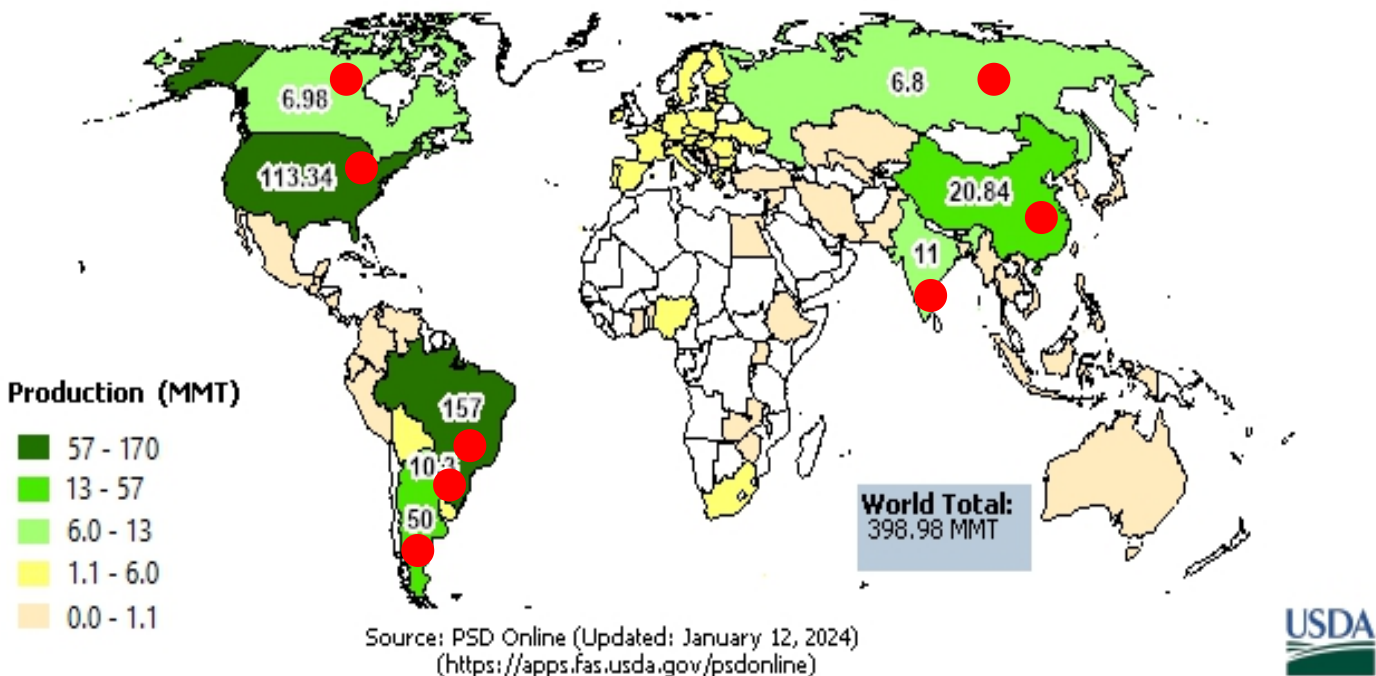 6.98
6.8
113.34
20.84
11
157
50
Production (MMT)
57 - 170
13 - 57
6.0 - 13
1.1 - 6.0
0.0 - 1.1
World Total:
398.98 MMT
Source: PSD Online (Updated: January 12, 2024)
(https://apps.fas.usda.gov/psdonline)
USDA